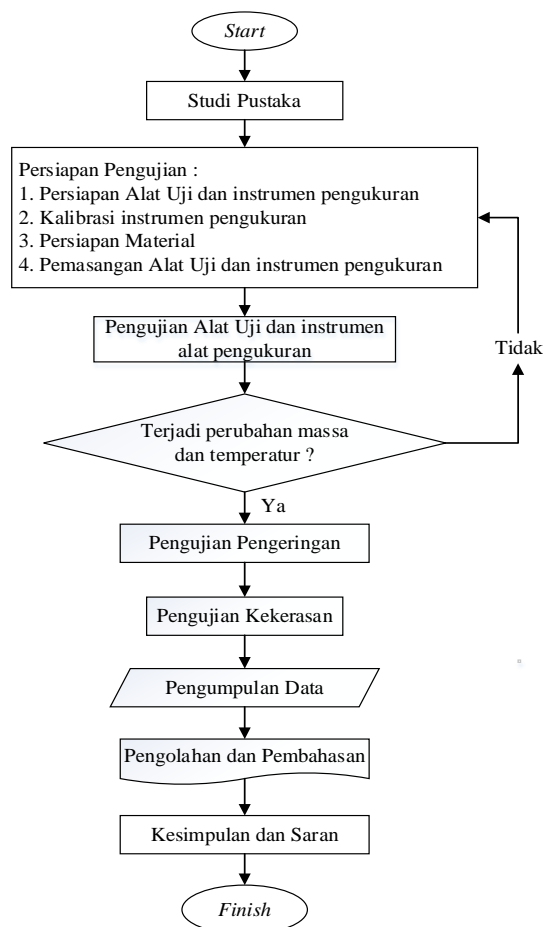 Start
Studi Pustaka
Persiapan Pengujian :
1. Persiapan Alat Uji dan instrumen pengukuran
2. Kalibrasi instrumen pengukuran
3. Persiapan Material
4. Pemasangan Alat Uji dan instrumen pengukuran
Pengujian Alat Uji dan instrumen
alat pengukuran
Tidak
Terjadi perubahan massa
dan temperatur ?
Ya
Pengujian Pengeringan
Pengujian Kekerasan
Pengumpulan Data
Pengolahan dan Pembahasan
Kesimpulan dan Saran
Finish